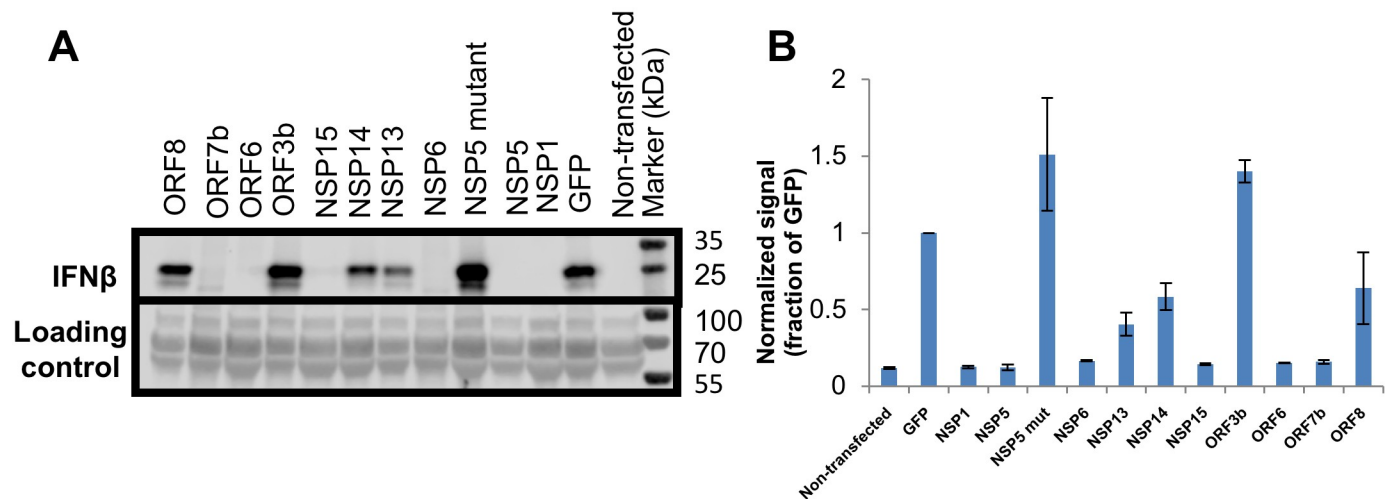 A
ORF8
ORF7b
ORF6
ORF3b
NSP15
NSP14
NSP13
NSP6
NSP5 mutant
NSP5
NSP1
GFP
Non-transfected
Marker (kDa)
IFNβ
35
25
Loading
control
100
70
55
B
Normalized signal
(fraction of GFP)
2
1.5
1
0.5
0
Non-transfected
GFP
NSP1
NSP5
NSP5 mut
NSP6
NSP13
NSP14
NSP15
ORF3b
ORF6
ORF7b
ORF8